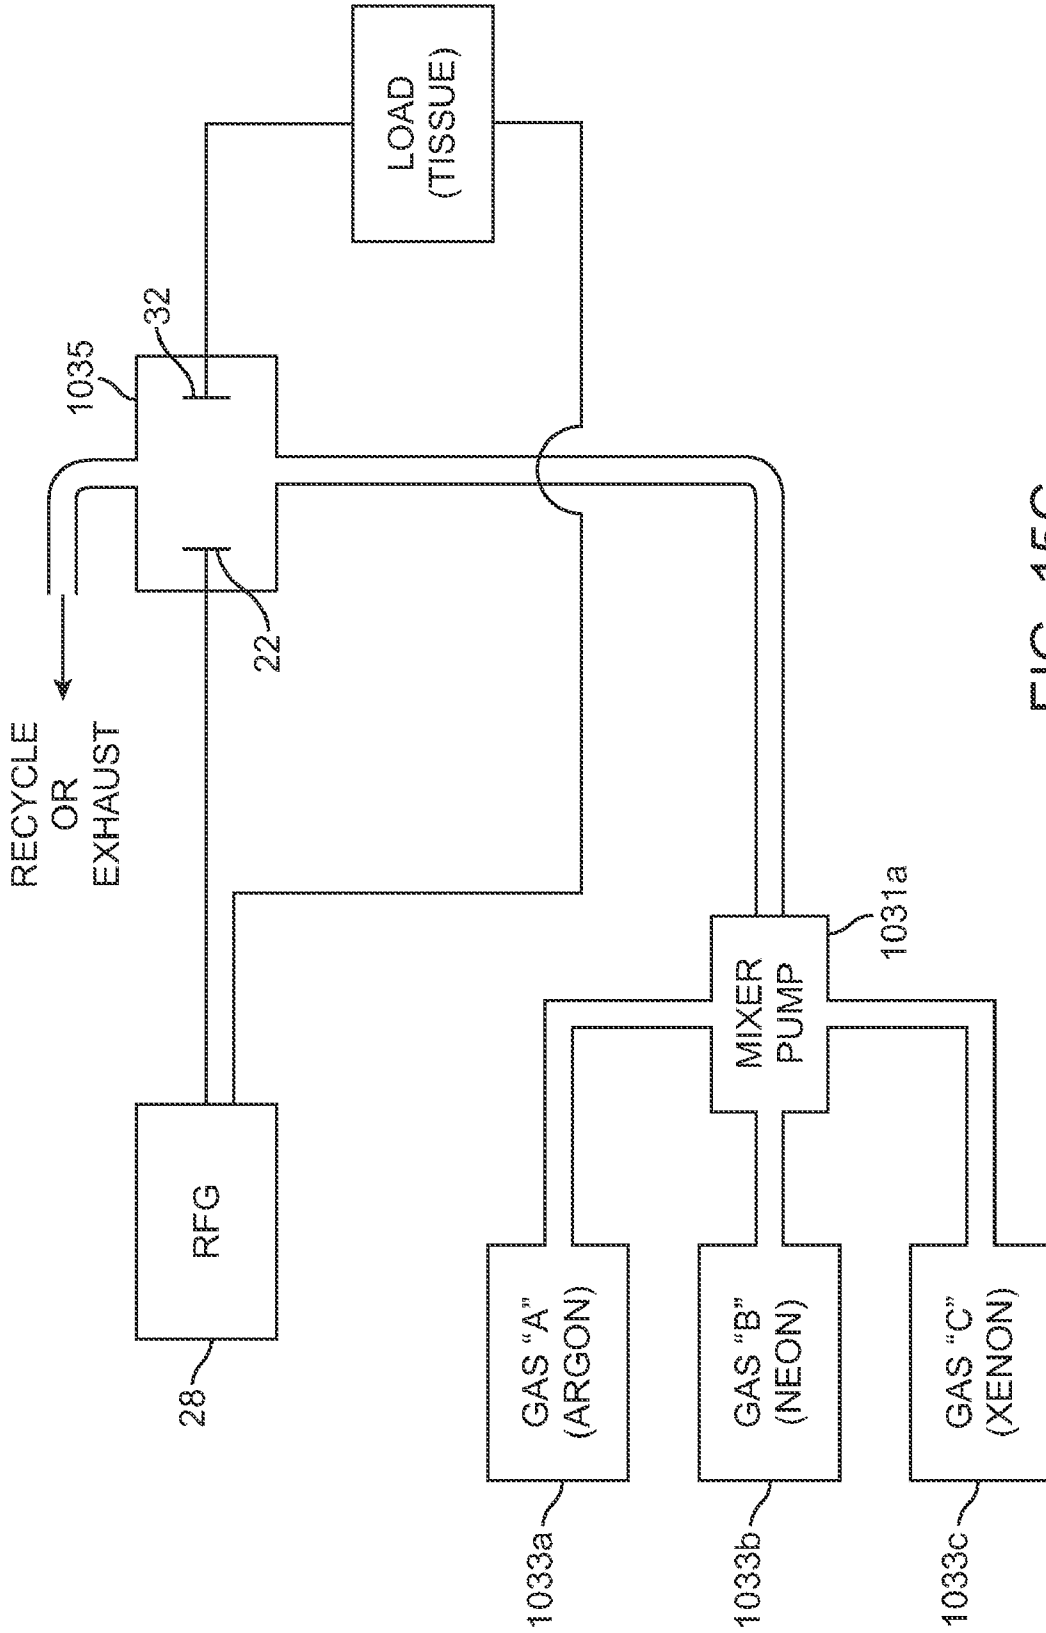 RECYCLE
OR
EXHAUST
1035
32
22
LOAD
(TISSUE)
RFG
28
MIXER
PUMP
1031a
GAS “A”
(ARGON)
1033a
GAS “B”
(NEON)
1033b
GAS “C”
(XENON)
1033c